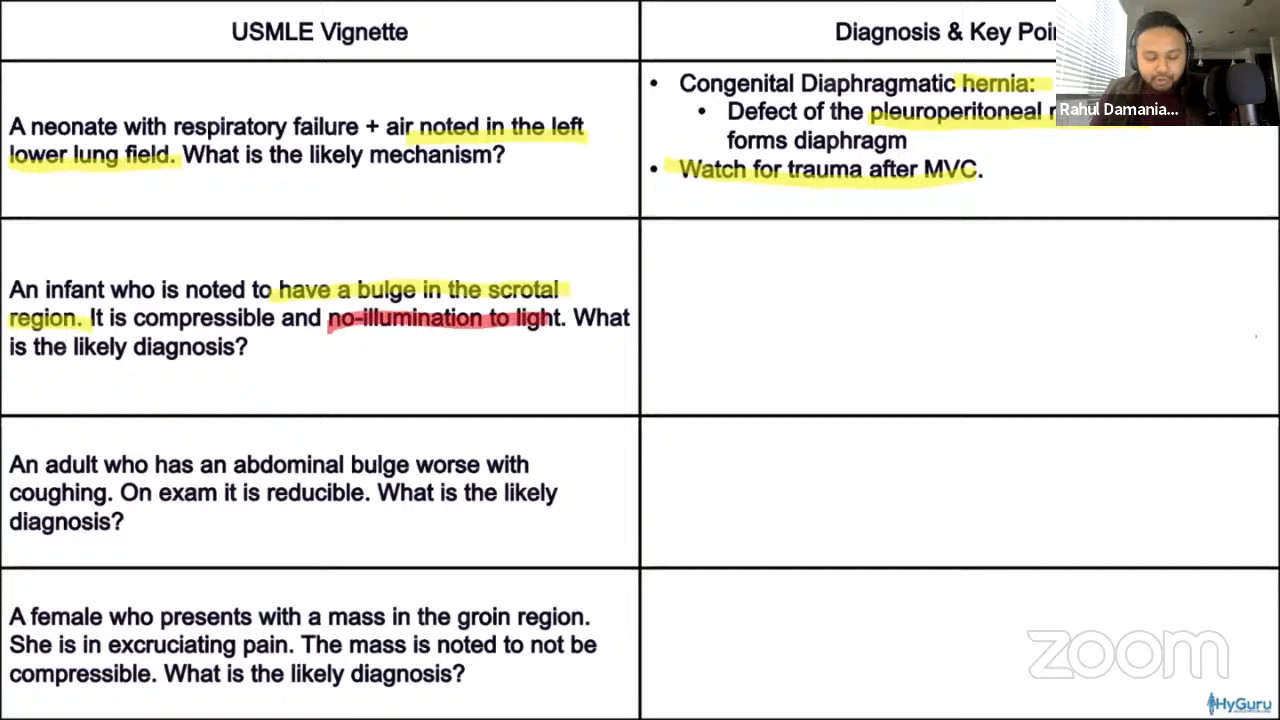 USMLE Vignette
Diagnosis & Key
A neonate with respiratory failure + air noted in the left
lower lung field. What is the likely mechanism?
• Congenital Diaphragmatic hernia:
• Defect of the pleuroperitoneal
forms diaphragm
• Watch for trauma after MVC.
Rahul Damania...
An infant who is noted to have a bulge in the scrotal
region. It is compressible and no-illumination to light. What
is the likely diagnosis?
An adult who has an abdominal bulge worse with
coughing. On exam it is reducible. What is the likely
diagnosis?
A female who presents with a mass in the groin region.
She is in excruciating pain. The mass is noted to not be
compressible. What is the likely diagnosis?
zoom
HyGuru